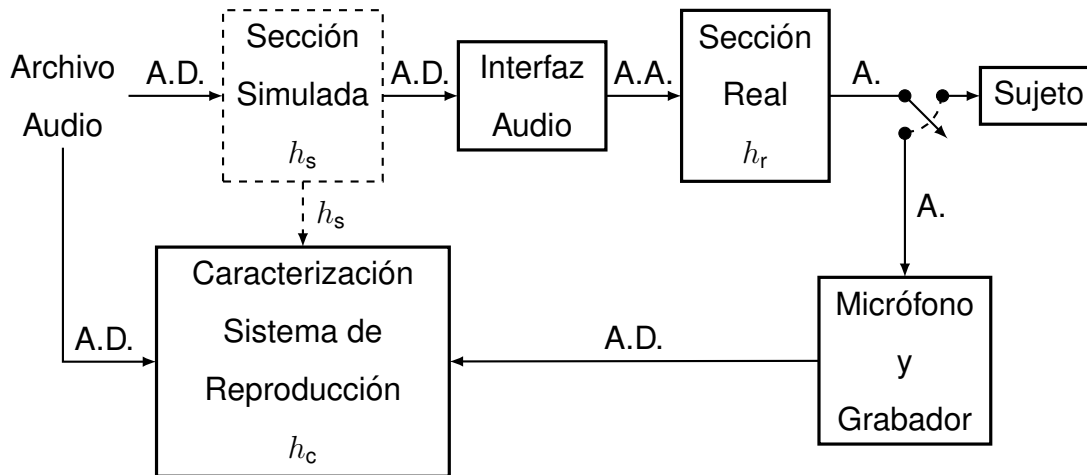 Archivo
Audio
A.D.
Sección
Simulada
h_s
A.D.
Interfaz
Audio
A.A.
Sección
Real
h_r
A.
Sujeto
h_s
A.
A.D.
Caracterización
Sistema de
Reproducción
h_c
A.D.
Micrófono
y
Grabador